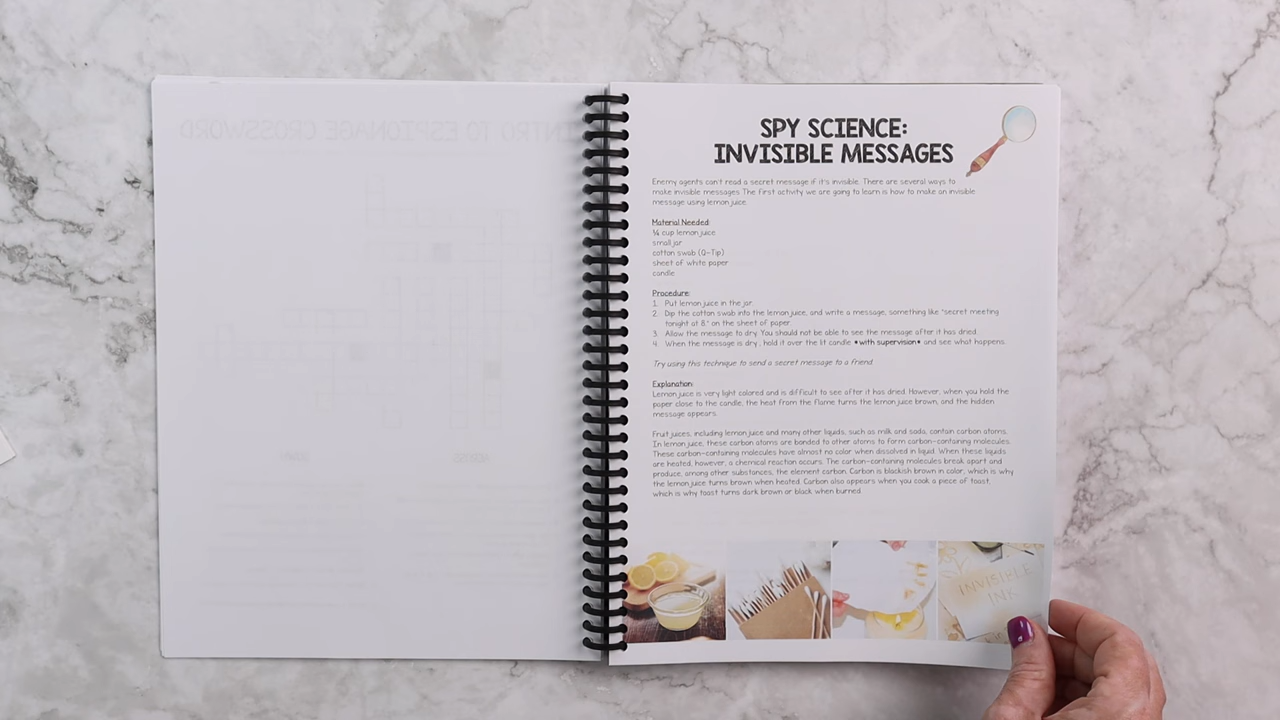 INTRO TO ESPIONAGE CROSSWORD
SPY SCIENCE:
INVISIBLE MESSAGES
Enemy agents can't read a secret message if it's invisible. There are several ways to
make invisible messages. The first activity we are going to learn is how to make an invisible
message using lemon juice.
Material Needed:
¼ cup lemon juice
small jar
cotton swab (Q-Tip)
sheet of white paper
candle
Procedure:
1. Put lemon juice in the jar.
2. Dip the cotton swab into the lemon juice, and write a message, something like "secret meeting
tonight at 8," on the sheet of paper.
3. Allow the message to dry. You should not be able to see the message after it has dried.
4. When the message is dry, hold it over the lit candle *with supervision* and see what happens.
Try using this technique to send a secret message to a friend.
Explanation:
Lemon juice is very light colored and is difficult to see after it has dried. However, when you hold the
paper close to the candle, the heat from the flame turns the lemon juice brown, and the hidden
message appears.
Fruit juices, including lemon juice and many other liquids, such as milk and soda, contain carbon atoms.
In lemon juice, these carbon atoms are bonded to other atoms to form carbon-containing molecules.
These carbon-containing molecules have almost no color when dissolved in liquid. When these liquids
are heated, however, a chemical reaction occurs. The carbon-containing molecules break apart and
produce, among other substances, the element carbon. Carbon is blackish brown in color, which is why
the lemon juice turns brown when heated. Carbon also appears when you cook a piece of toast,
which is why toast turns dark brown or black when burned.
INVISIBLE
INK